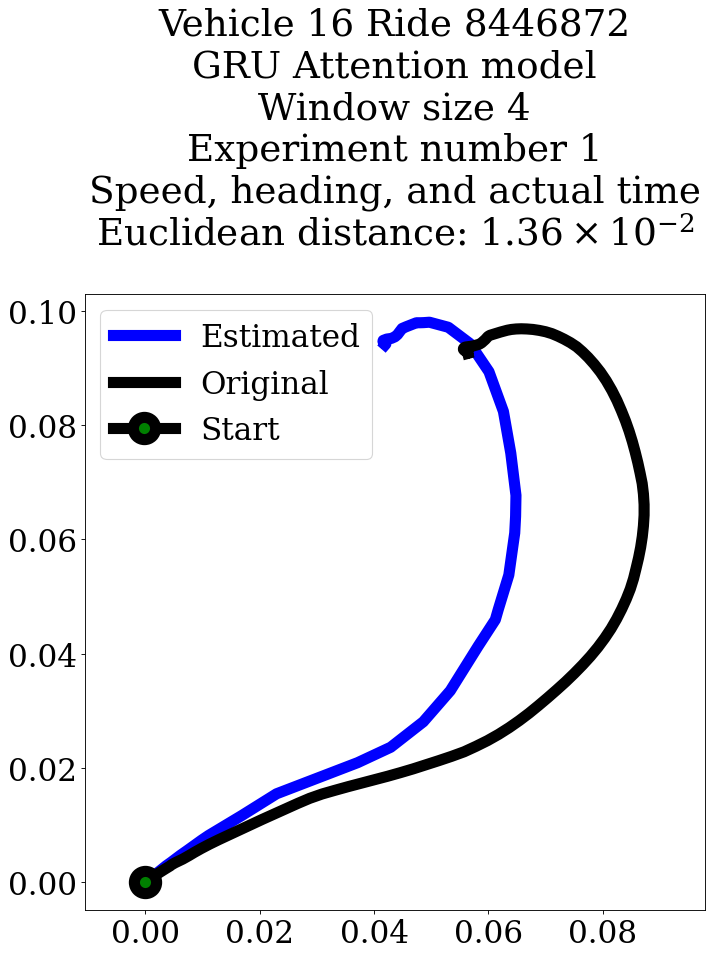 Vehicle 16 Ride 8446872
GRU Attention model
Window size 4
Experiment number 1
Speed, heading, and actual time
Euclidean distance: 1.36 × 10⁻²
Estimated
Original
Start
0.10
0.08
0.06
0.04
0.02
0.00
0.00 0.02 0.04 0.06 0.08